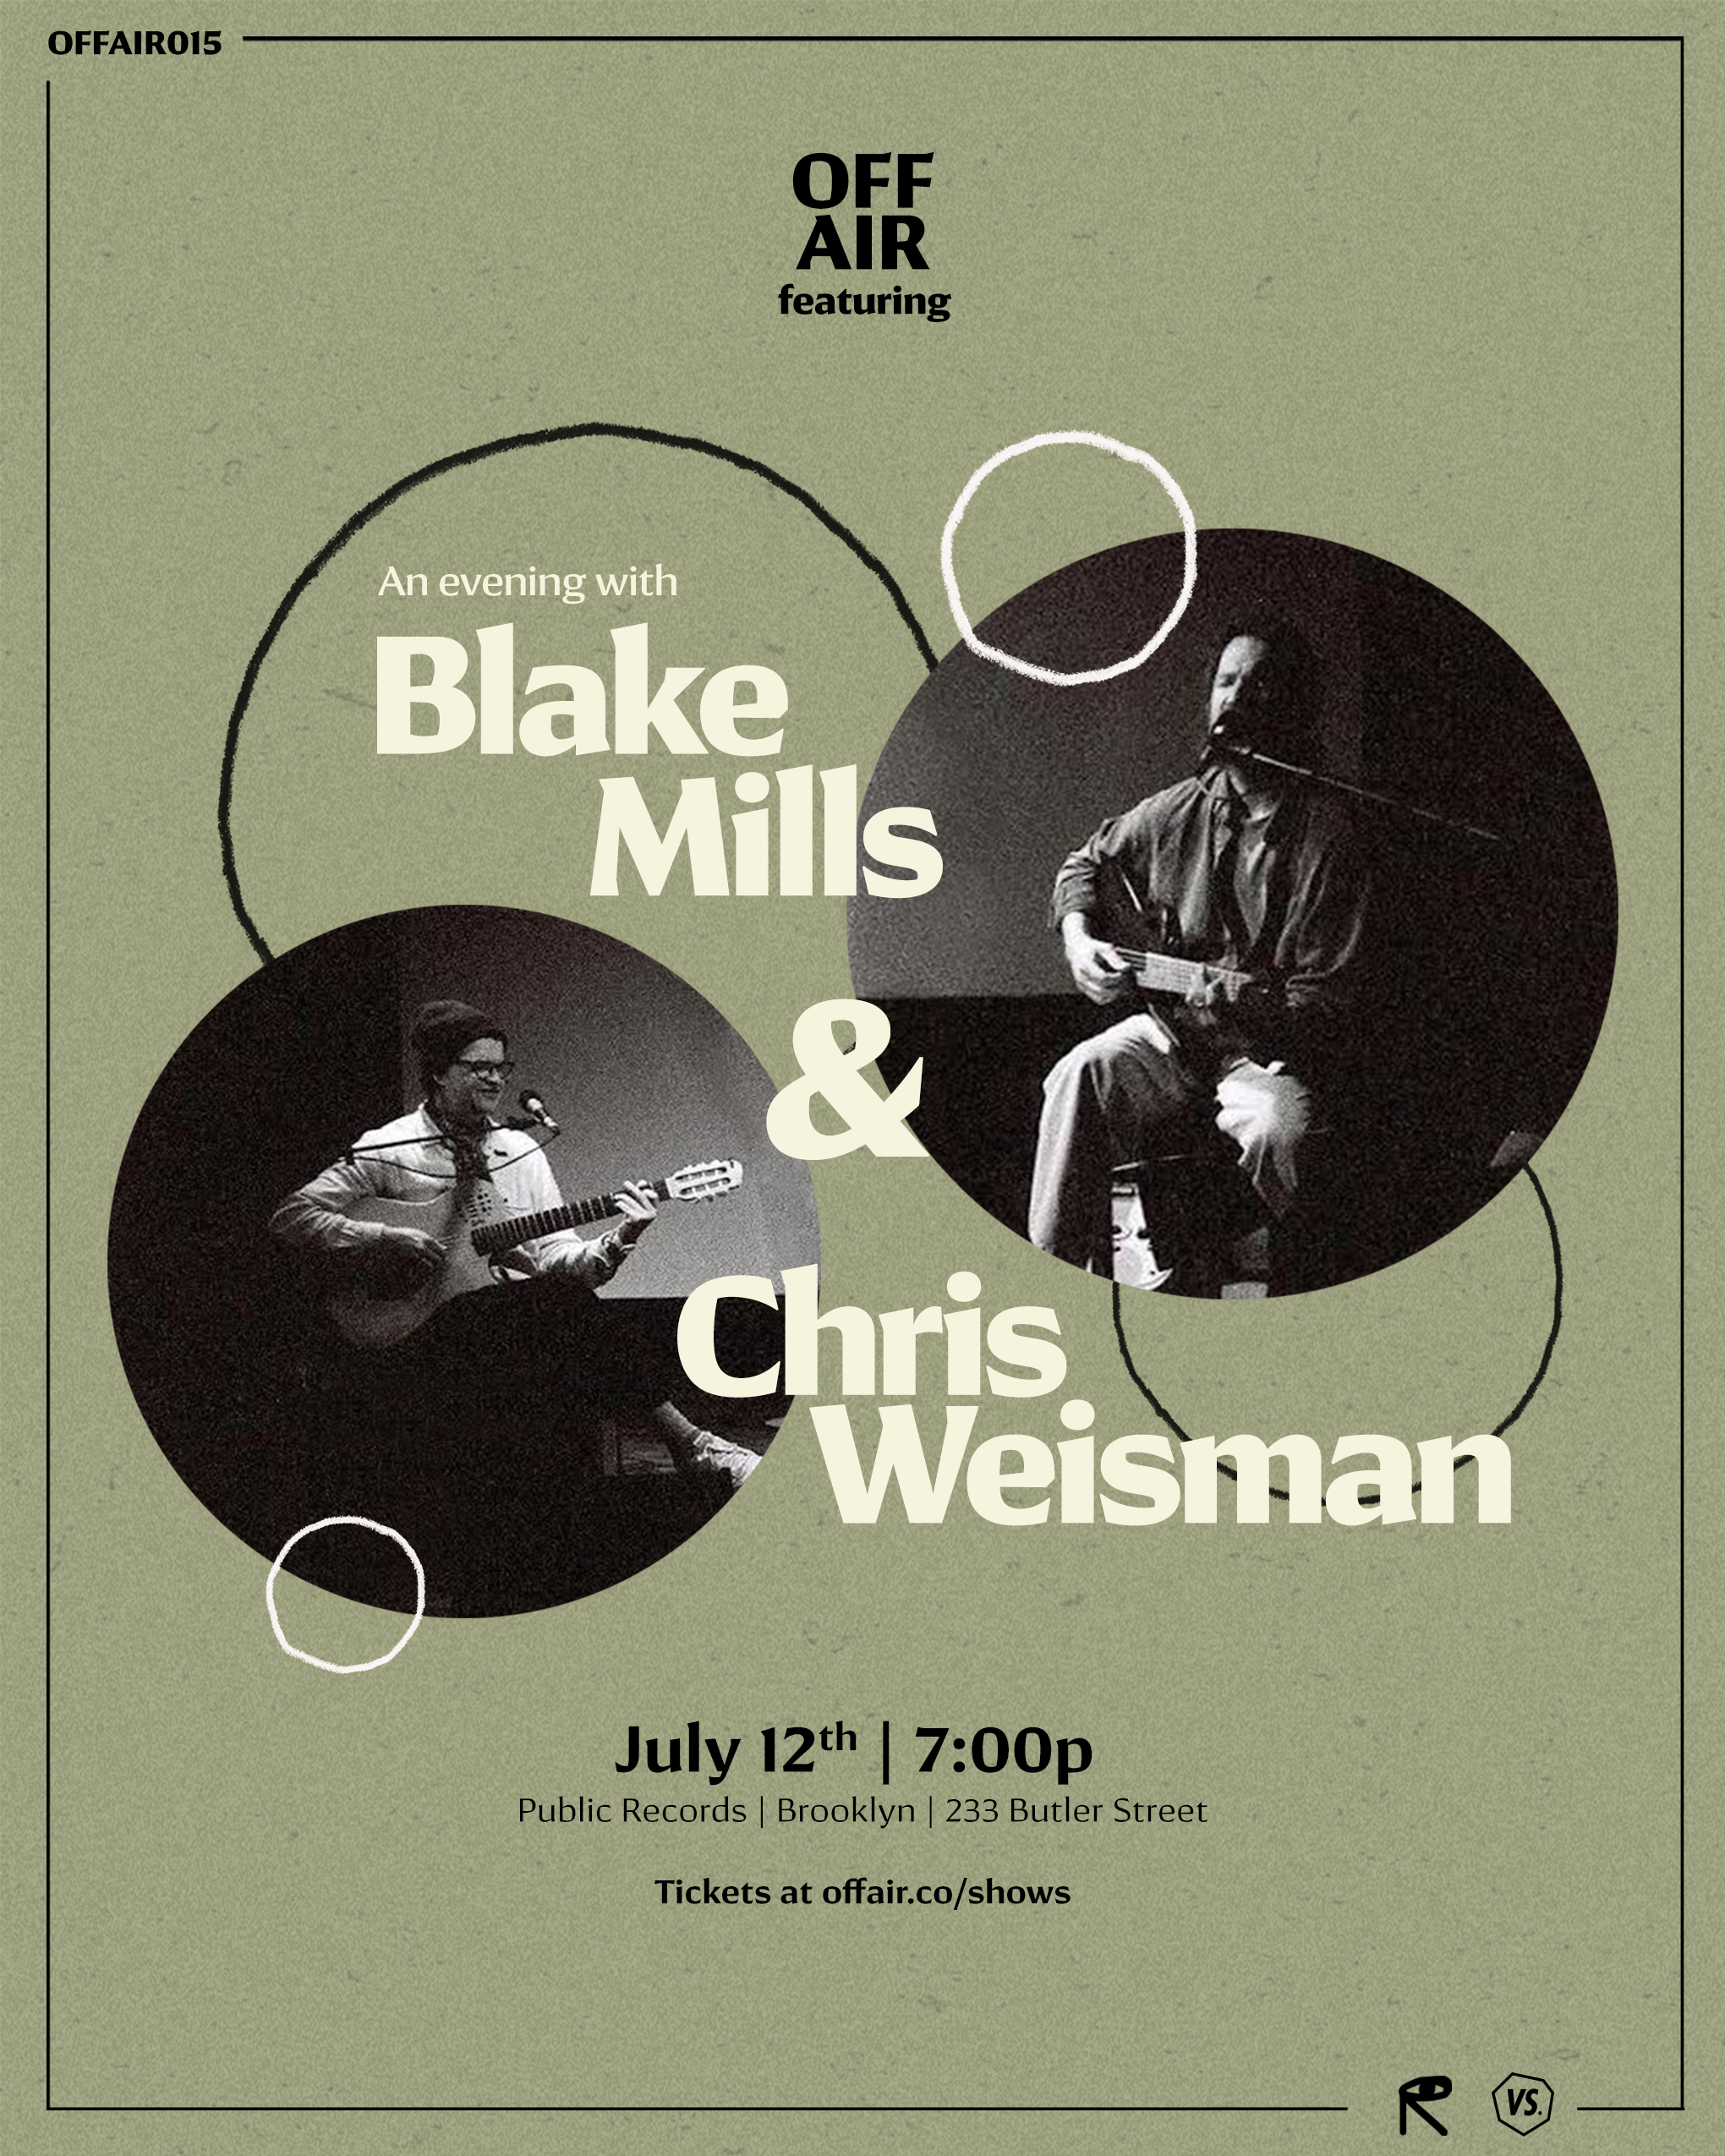 OFFAIR015
OFF
AIR
featuring
An evening with
Blake
Mills
&
Chris
Weisman
July 12th | 7:00p
Public Records | Brooklyn | 233 Butler Street
Tickets at offair.co/shows
R VS.